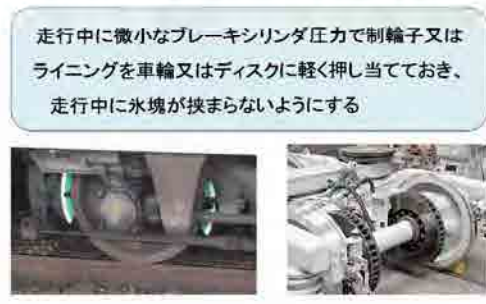 走行中に微小なブレーキシリンダ圧力で制輪子又は
ライニングを車輪又はディスクに軽く押し当てておき、
走行中に氷塊が挟まらないようにする